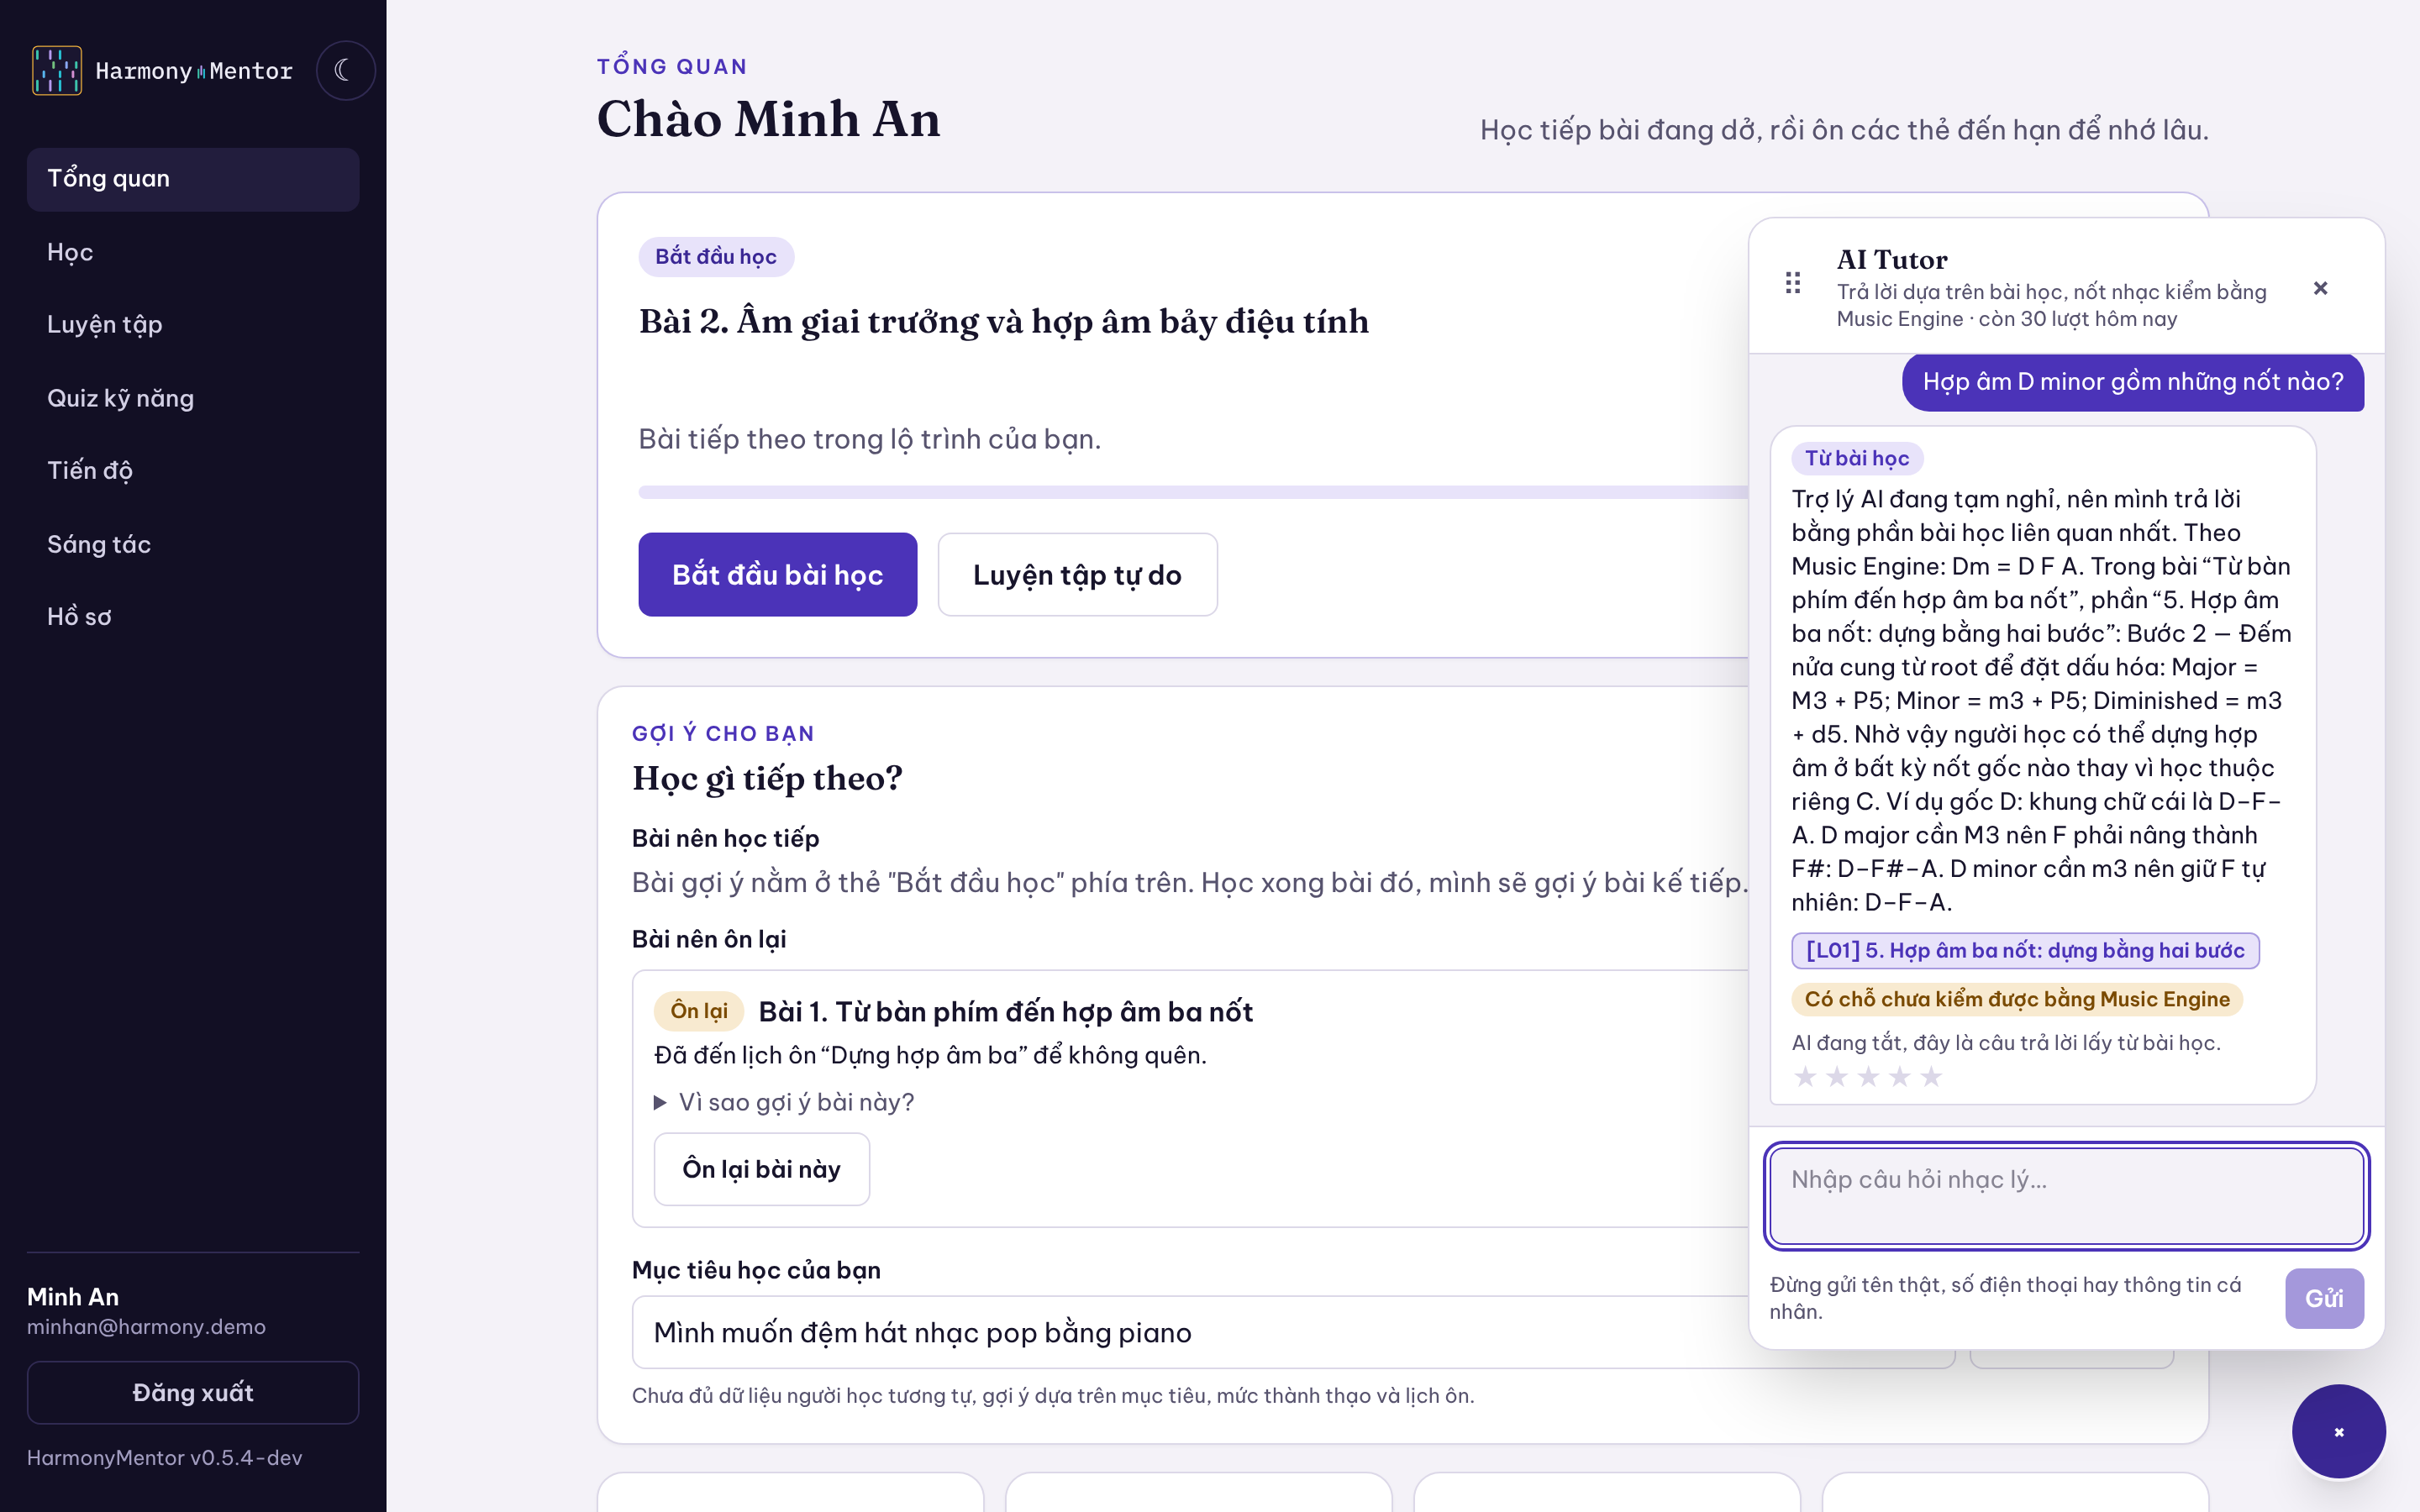 Harmony Mentor
Tổng quan
Học
Luyện tập
Quiz kỹ năng
Tiến độ
Sáng tác
Hồ sơ
Minh An
minhan@harmony.demo
Đăng xuất
HarmonyMentor v0.5.4-dev
TỔNG QUAN
Chào Minh An
Học tiếp bài đang dở, rồi ôn các thẻ đến hạn để nhớ lâu.
Bắt đầu học
Bài 2. Âm giai trưởng và hợp âm bảy điệu tính
Bài tiếp theo trong lộ trình của bạn.
Bắt đầu bài học
Luyện tập tự do
GỢI Ý CHO BẠN
Học gì tiếp theo?
Bài nên học tiếp
Bài gợi ý nằm ở thẻ "Bắt đầu học" phía trên. Học xong bài đó, mình sẽ gợi ý bài kế tiếp.
Bài nên ôn lại
Ôn lại
Bài 1. Từ bàn phím đến hợp âm ba nốt
Đã đến lịch ôn “Dựng hợp âm ba” để không quên.
Vì sao gợi ý bài này?
Ôn lại bài này
Mục tiêu học của bạn
Mình muốn đệm hát nhạc pop bằng piano
Chưa đủ dữ liệu người học tương tự, gợi ý dựa trên mục tiêu, mức thành thạo và lịch ôn.
AI Tutor
Trả lời dựa trên bài học, nốt nhạc kiểm bằng
Music Engine · còn 30 lượt hôm nay
Hợp âm D minor gồm những nốt nào?
Từ bài học
Trợ lý AI đang tạm nghỉ, nên mình trả lời
bằng phần bài học liên quan nhất. Theo
Music Engine: Dm = D F A. Trong bài “Từ bàn
phím đến hợp âm ba nốt”, phần “5. Hợp âm
ba nốt: dựng bằng hai bước”: Bước 2 — Đếm
nửa cung từ root để đặt dấu hóa: Major =
M3 + P5; Minor = m3 + P5; Diminished = m3
+ d5. Nhờ vậy người học có thể dựng hợp
âm ở bất kỳ nốt gốc nào thay vì học thuộc
riêng C. Ví dụ gốc D: khung chữ cái là D–F–
A. D major cần M3 nên F phải nâng thành
F#: D–F#–A. D minor cần m3 nên giữ F tự
nhiên: D–F–A.
[L01] 5. Hợp âm ba nốt: dựng bằng hai bước
Có chỗ chưa kiểm được bằng Music Engine
AI đang tắt, đây là câu trả lời lấy từ bài học.
Nhập câu hỏi nhạc lý...
Đừng gửi tên thật, số điện thoại hay thông tin cá
nhân.
Gửi